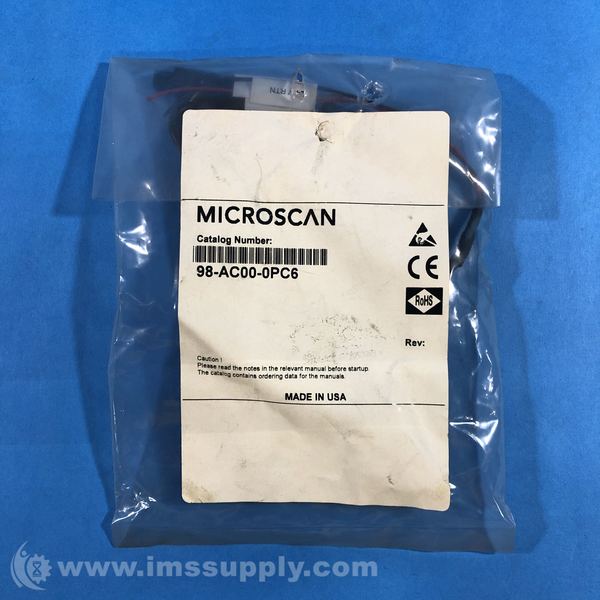 RTN
MICROSCAN
Catalog Number:
98-AC00-0PC6
CE
RoHS
Rev:
Caution !
Please read the notes in the relevant manual before startup.
The catalog contains ordering data for the manuals.
MADE IN USA
www.imssupply.com